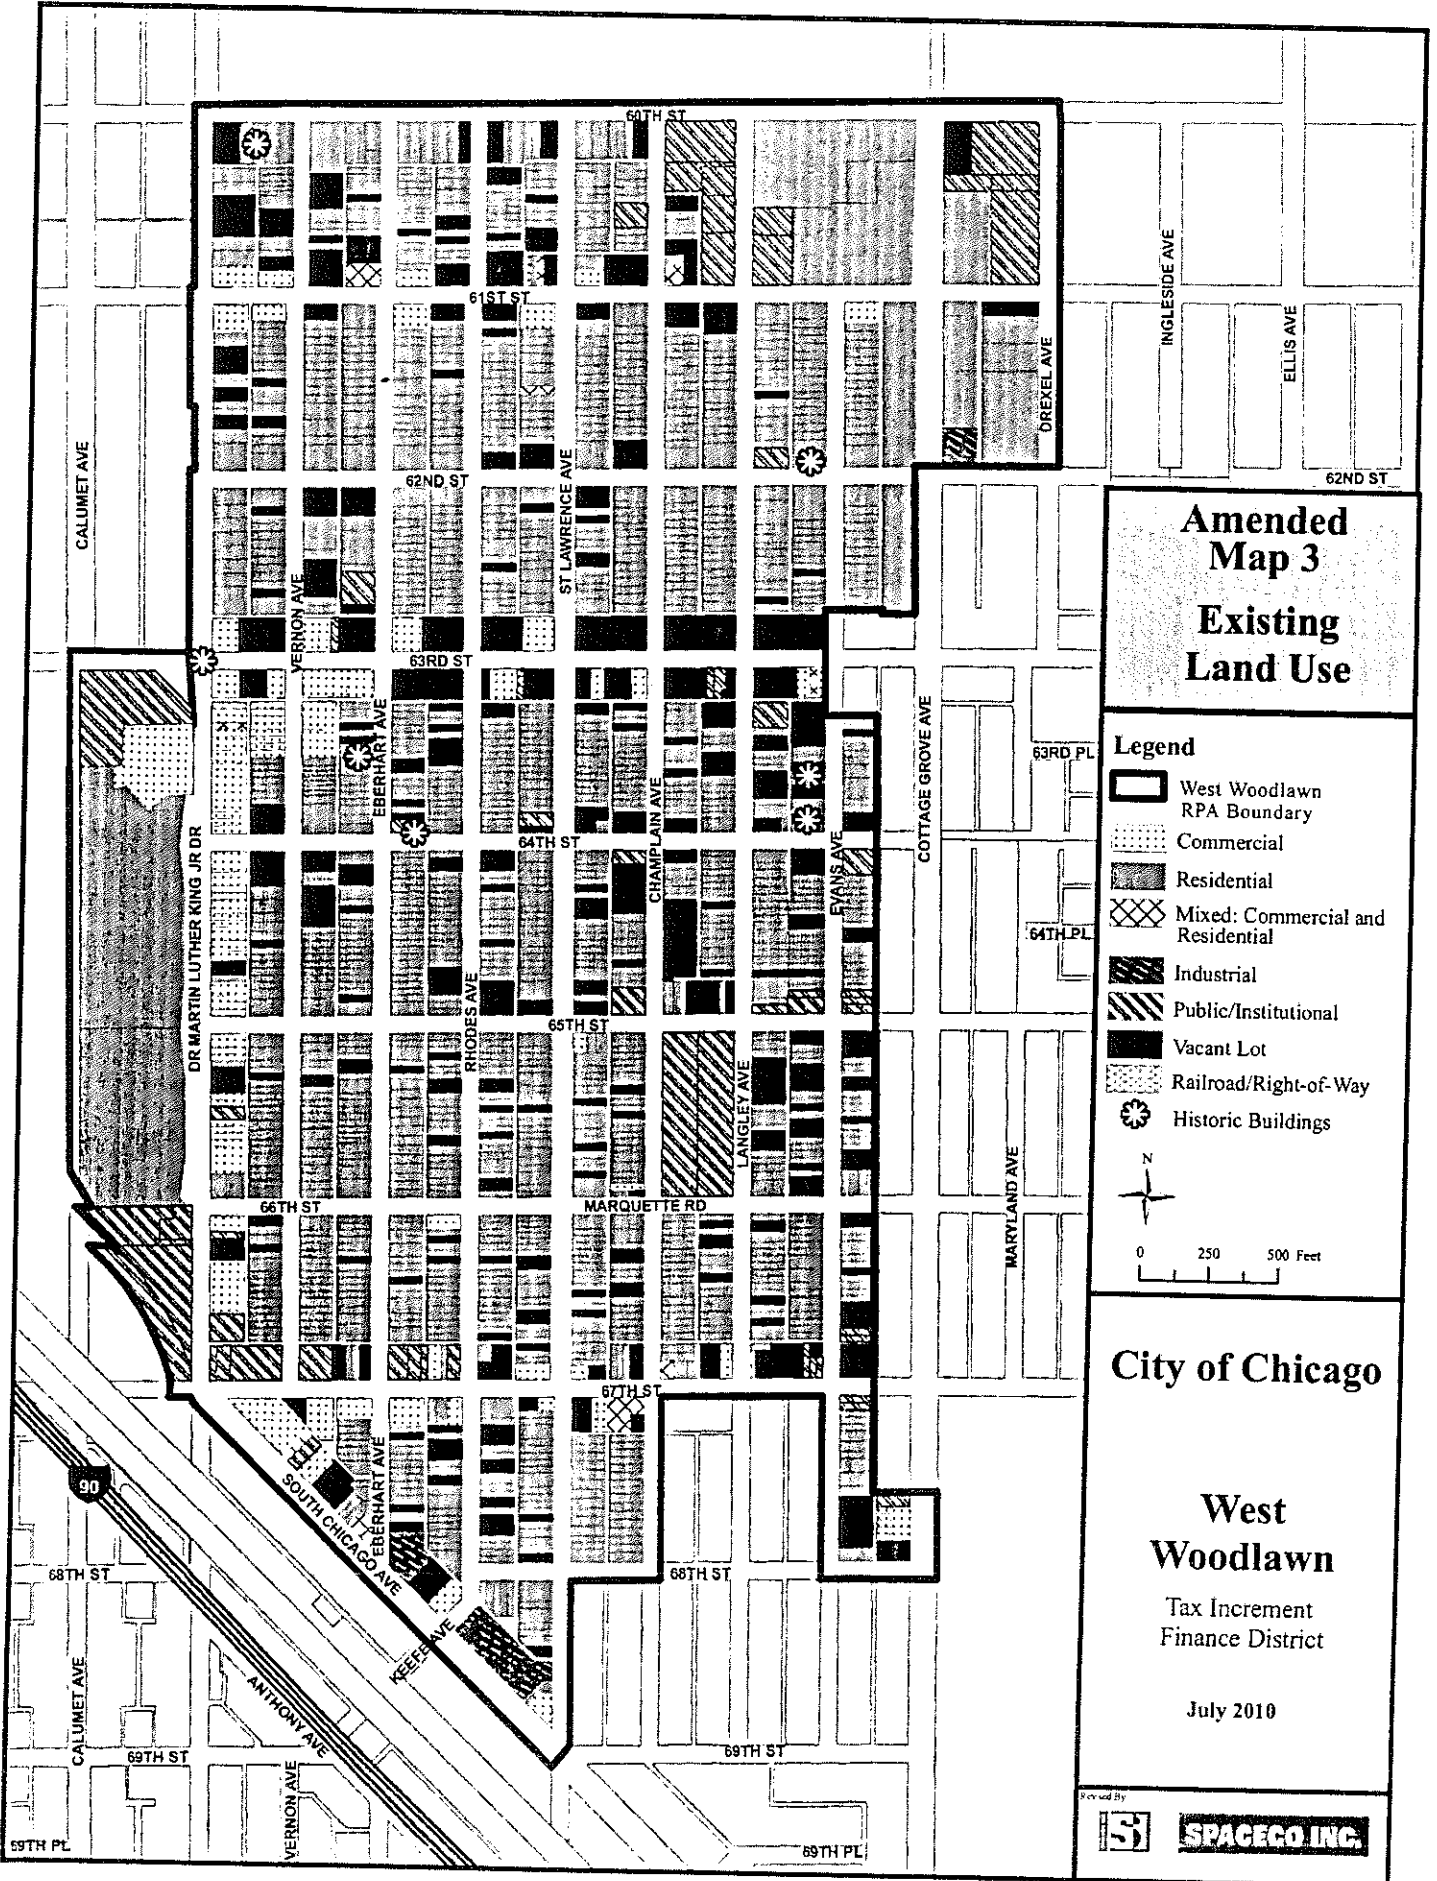 60TH ST
61ST ST
INGLESIDE AVE
ELLIS AVE
DREXEL AVE
CALUMET AVE
62ND ST
62ND ST
ST LAWRENCE AVE
VERNON AVE
63RD ST
EBERHART AVE
COTTAGE GROVE AVE
63RD PL
CHAMPLAIN AVE
DR MARTIN LUTHER KING JR DR
64TH ST
EVANS AVE
64TH PL
RHODES AVE
65TH ST
LANGLEY AVE
MARYLAND AVE
66TH ST
MARQUETTE RD
67TH ST
EBERHART AVE
90
SOUTH CHICAGO AVE
68TH ST
68TH ST
KEEFE AVE
CALUMET AVE
ANTHONY AVE
69TH ST
69TH ST
VERNON AVE
69TH PL
69TH PL
Amended
Map 3
Existing
Land Use
Legend
West Woodlawn
RPA Boundary
Commercial
Residential
Mixed: Commercial and
Residential
Industrial
Public/Institutional
Vacant Lot
Railroad/Right-of-Way
Historic Buildings
N
0 250 500 Feet
City of Chicago
West
Woodlawn
Tax Increment
Finance District
July 2010
Revised By
SPACECO INC.